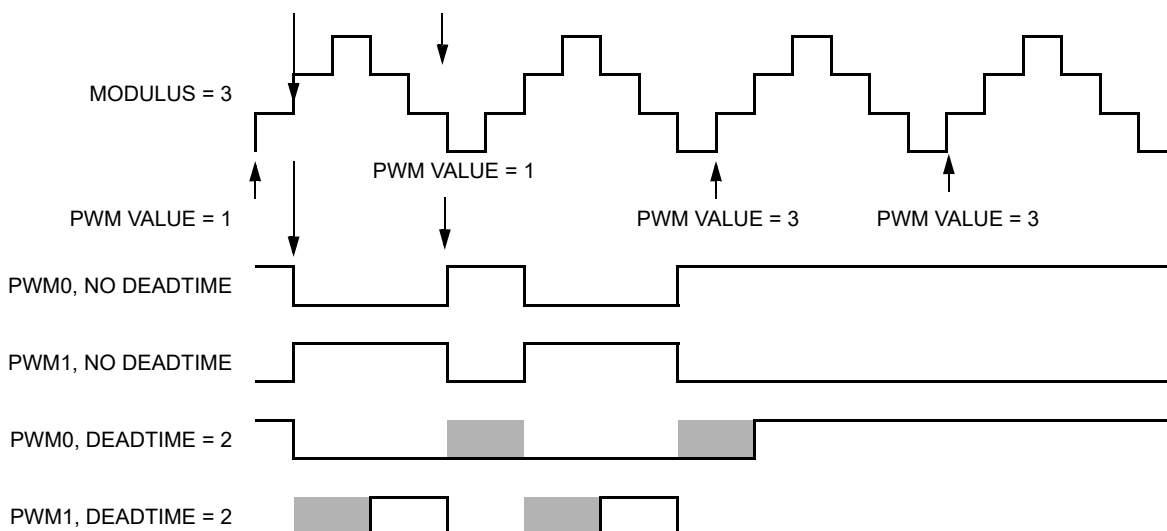 MODULUS = 3
PWM VALUE = 1
PWM VALUE = 1
PWM VALUE = 3
PWM VALUE = 3
PWM0, NO DEADTIME
PWM1, NO DEADTIME
PWM0, DEADTIME = 2
PWM1, DEADTIME = 2